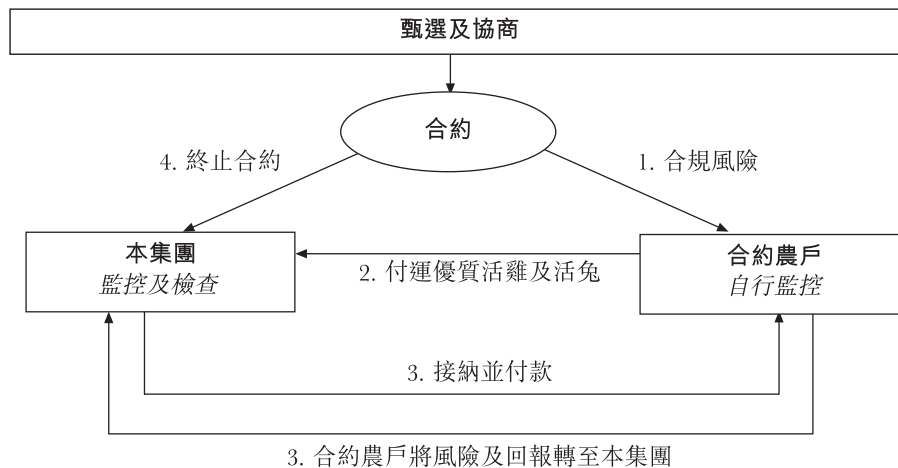 甄選及協商
合約
4. 終止合約
1. 合規風險
本集團
監控及檢查
合約農戶
自行監控
2. 付運優質活雞及活兔
3. 接納並付款
3. 合約農戶將風險及回報轉至本集團